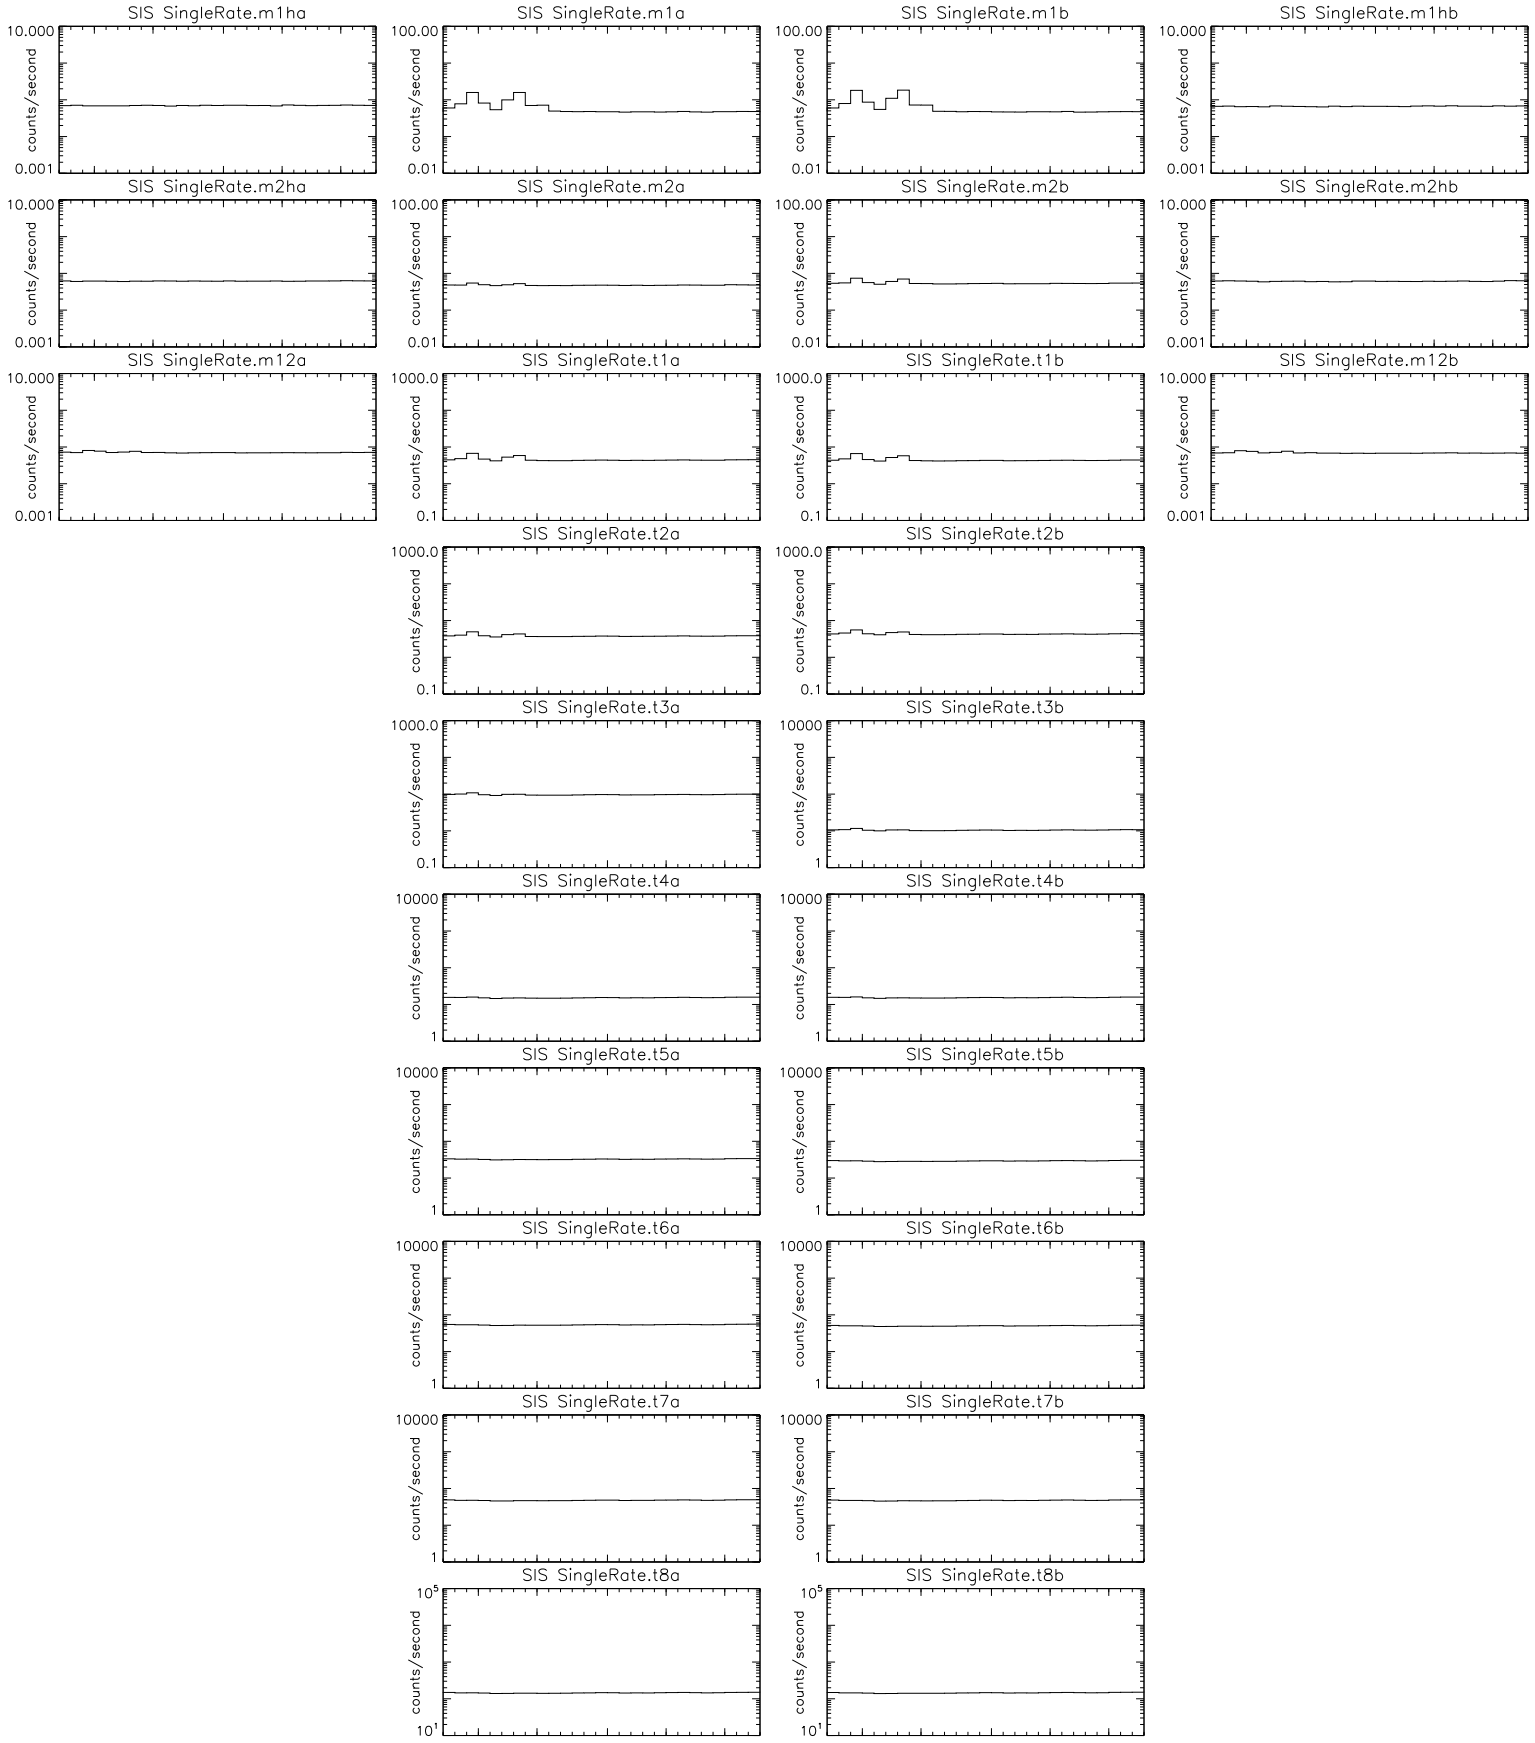 SIS SingleRate.m1ha
10.000
counts/second
0.001
SIS SingleRate.m1a
100.00
counts/second
0.01
SIS SingleRate.m1b
100.00
counts/second
0.01
SIS SingleRate.m1hb
10.000
counts/second
0.001
SIS SingleRate.m2ha
10.000
counts/second
0.001
SIS SingleRate.m2a
100.00
counts/second
0.01
SIS SingleRate.m2b
100.00
counts/second
0.01
SIS SingleRate.m2hb
10.000
counts/second
0.001
SIS SingleRate.m12a
10.000
counts/second
0.001
SIS SingleRate.t1a
1000.0
counts/second
0.1
SIS SingleRate.t1b
1000.0
counts/second
0.1
SIS SingleRate.m12b
10.000
counts/second
0.001
SIS SingleRate.t2a
1000.0
counts/second
0.1
SIS SingleRate.t2b
1000.0
counts/second
0.1
SIS SingleRate.t3a
1000.0
counts/second
0.1
SIS SingleRate.t3b
10000
counts/second
1
SIS SingleRate.t4a
10000
counts/second
1
SIS SingleRate.t4b
10000
counts/second
1
SIS SingleRate.t5a
10000
counts/second
1
SIS SingleRate.t5b
10000
counts/second
1
SIS SingleRate.t6a
10000
counts/second
1
SIS SingleRate.t6b
10000
counts/second
1
SIS SingleRate.t7a
10000
counts/second
1
SIS SingleRate.t7b
10000
counts/second
1
SIS SingleRate.t8a
10⁵
counts/second
10¹
SIS SingleRate.t8b
10⁵
counts/second
10¹